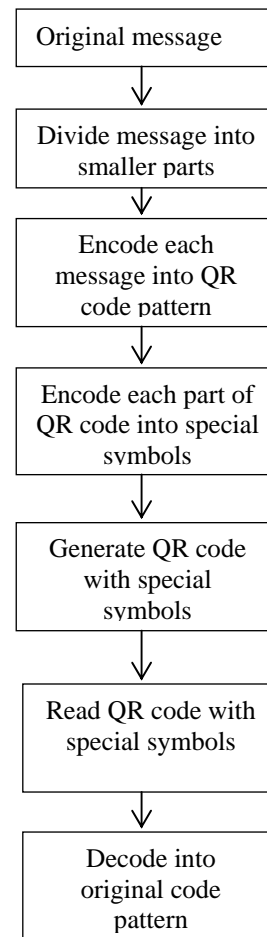 Original message
Divide message into
smaller parts
Encode each
message into QR
code pattern
Encode each part of
QR code into special
symbols
Generate QR code
with special
symbols
Read QR code with
special symbols
Decode into
original code
pattern